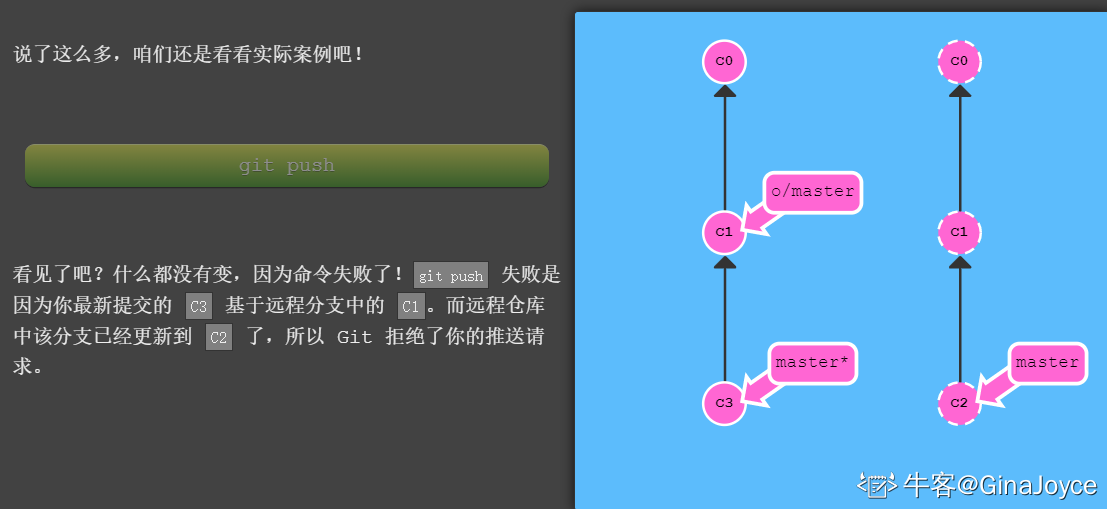 说了这么多，咱们还是看看实际案例吧！
git push
看见了吧？什么都没有变，因为命令失败了！git push 失败是
因为你最新提交的 C3 基于远程分支中的 C1。而远程仓库
中该分支已经更新到 C2 了，所以 Git 拒绝了你的推送请
求。
C0
C0
o/master
C1
C1
master*
master
C3
C2
牛客@GinaJoyce